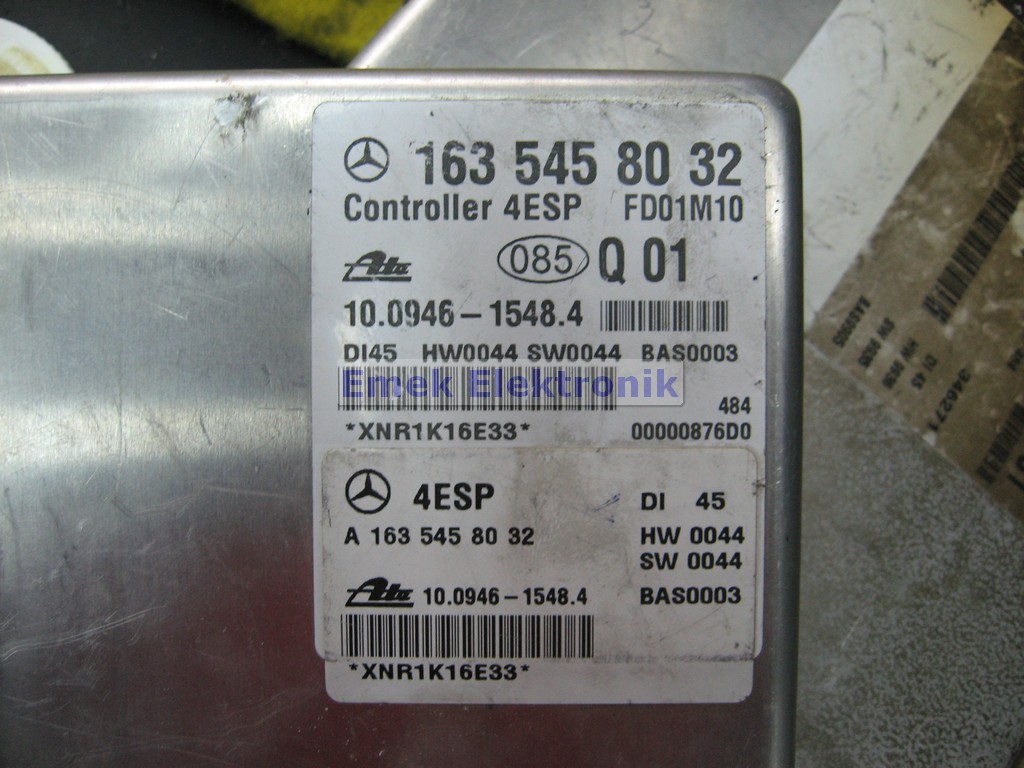 163 545 80 32
Controller 4ESP FD01M10
Ate 085 Q 01
10.0946-1548.4
DI45 HW0044 SW0044 BAS0003
Emek Elektronik
484
*XNR1K16E33* 00000876D0
4ESP DI 45
A 163 545 80 32 HW 0044
SW 0044
Ate 10.0946-1548.4 BAS0003
*XNR1K16E33*